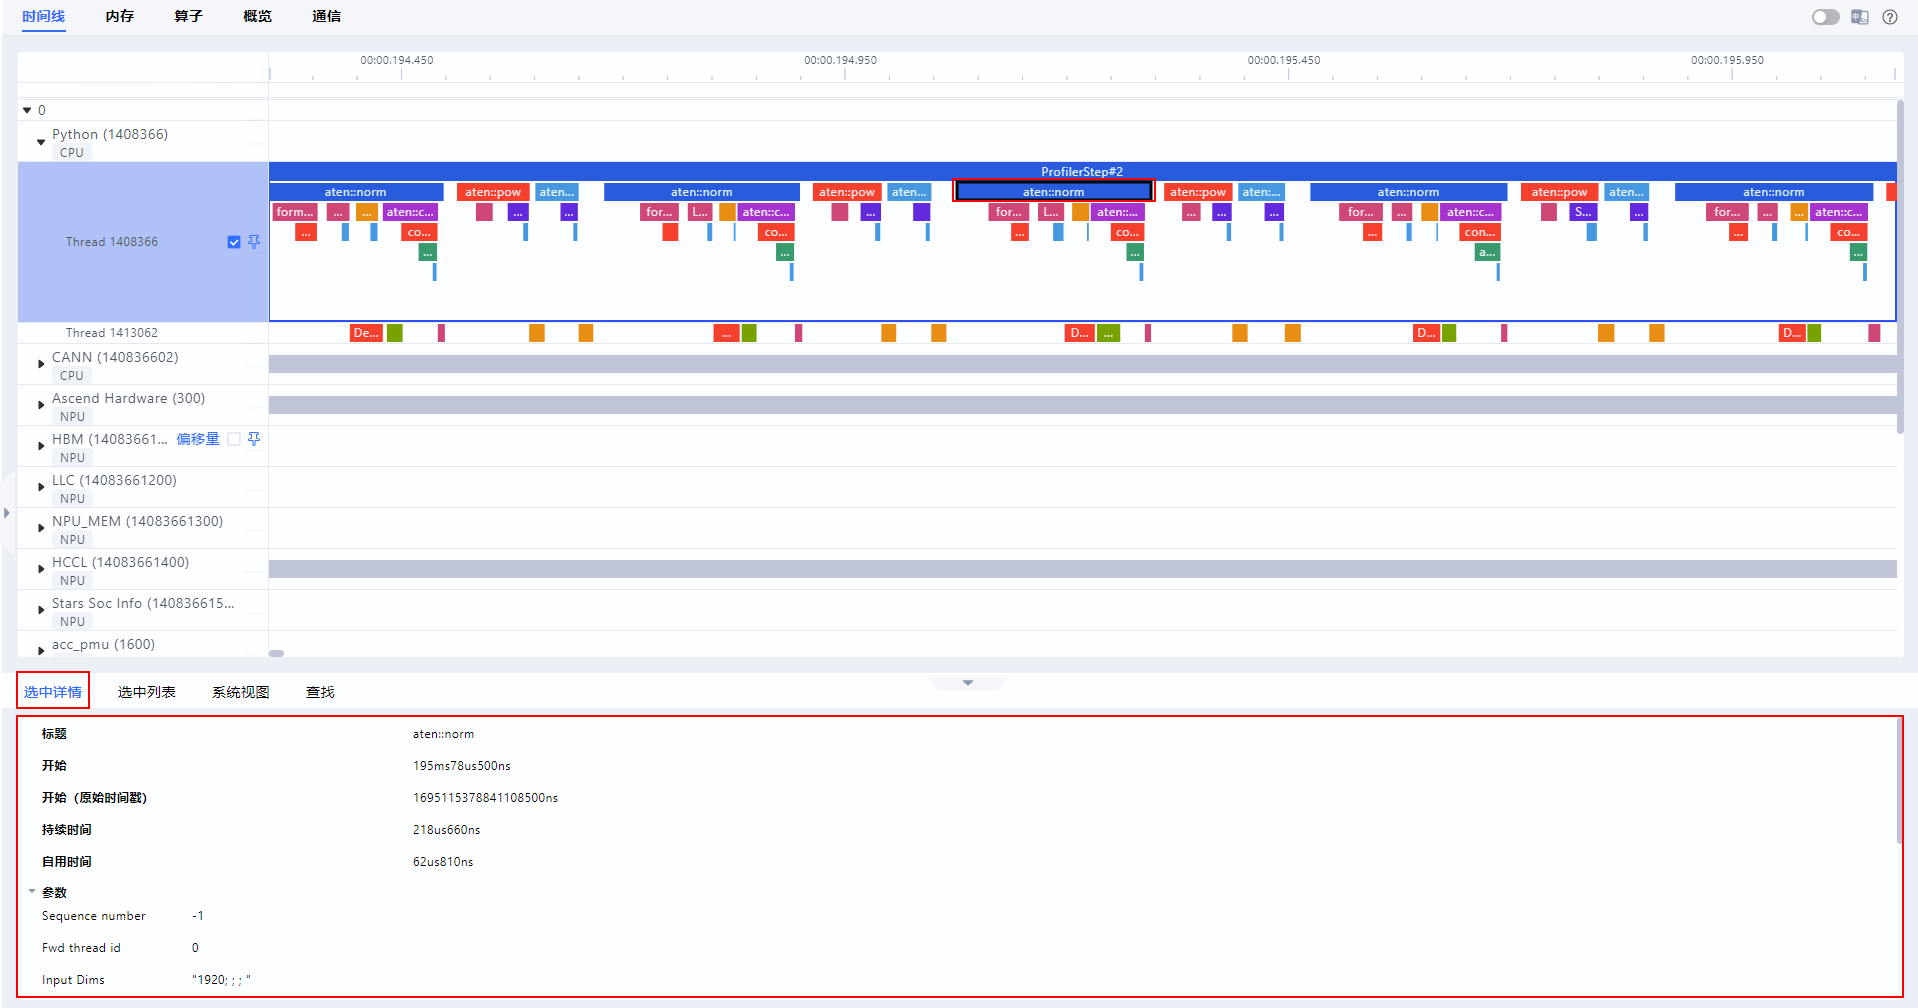 时间线 内存 算子 概览 通信
00:00.194.450 00:00.194.950 00:00.195.450 00:00.195.950
0
Python (1408366)
CPU
ProfilerStep#2
aten::norm aten::pow aten... aten::norm aten::pow aten... aten::norm aten::pow aten:... aten::norm aten::pow aten... aten::norm
form... ... ... aten::c... ... ... for... L... aten::c... ... for... L... aten::... ... ... ... for... ... aten::c... S... ... for... ... ... aten::c...
... co... co... ... co... ... con... ... co...
Thread 1408366
... ... ... a... ...
Thread 1413062 De... ... D... ... D... D...
CANN (140836602)
CPU
Ascend Hardware (300)
NPU
HBM (14083661... 偏移量
NPU
LLC (14083661200)
NPU
NPU_MEM (14083661300)
NPU
HCCL (14083661400)
NPU
Stars Soc Info (140836615...
NPU
acc_pmu (1600)
选中详情 选中列表 系统视图 查找
标题 aten::norm
开始 195ms78us500ns
开始（原始时间戳） 1695115378841108500ns
持续时间 218us660ns
自用时间 62us810ns
参数
Sequence number -1
Fwd thread id 0
Input Dims "1920; ; ; "